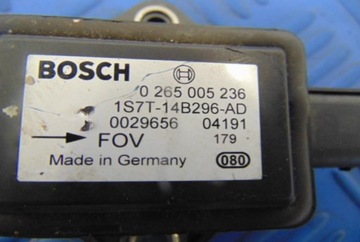 BOSCH
0 265 005 236
1S7T-14B296-AD
0029656 04191
FOV 179
Made in Germany 080